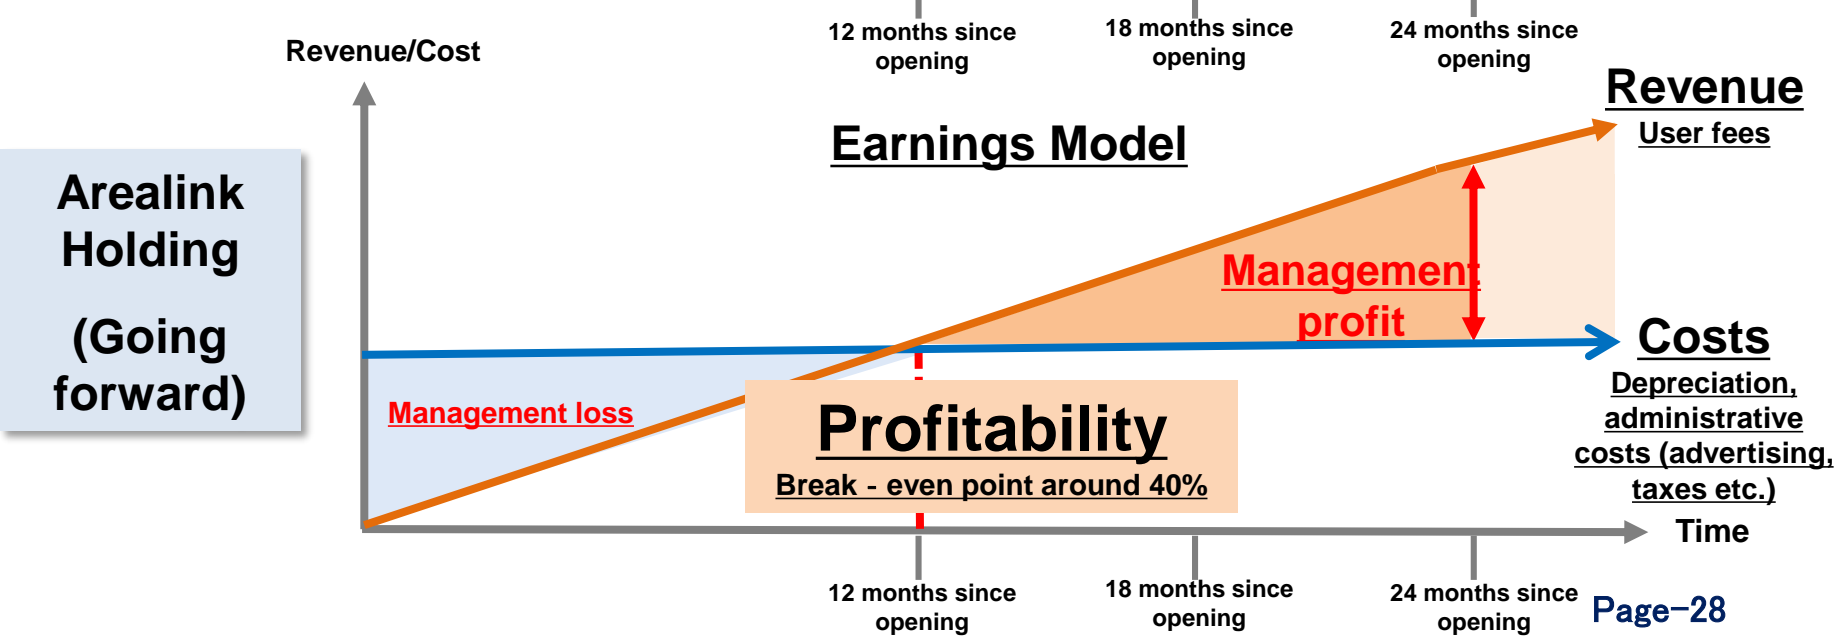 12 months since
opening
18 months since
opening
24 months since
opening
Revenue/Cost
Revenue
User fees
Earnings Model
Arealink
Holding
(Going
forward)
Management
profit
Costs
Depreciation,
administrative
costs (advertising,
taxes etc.)
Management loss
Profitability
Break - even point around 40%
Time
12 months since
opening
18 months since
opening
24 months since
opening
Page-28